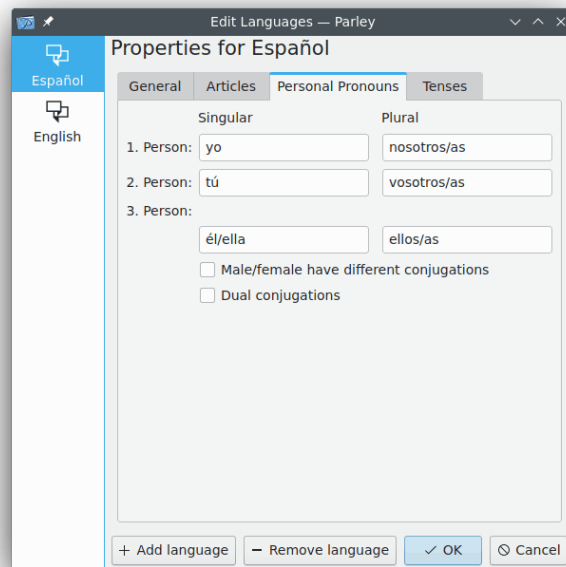 Edit Languages — Parley
Español
English
Properties for Español
General Articles Personal Pronouns Tenses
Singular Plural
1. Person: yo nosotros/as
2. Person: tú vosotros/as
3. Person:
él/ella ellos/as
Male/female have different conjugations
Dual conjugations
+ Add language − Remove language OK Cancel